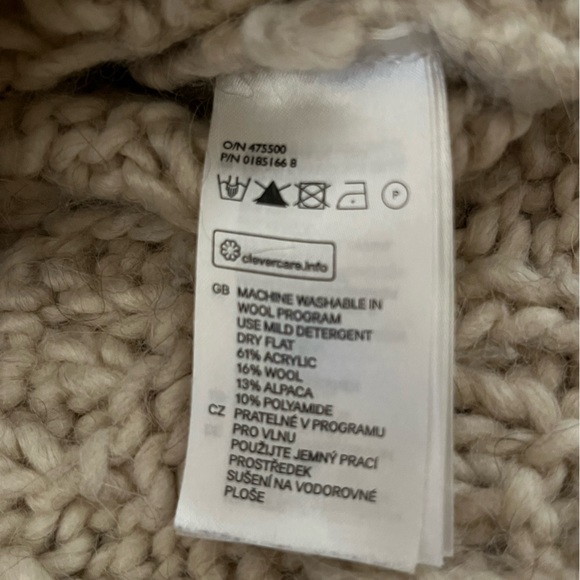 O/N 475500
P/N 0185166 8
P
clevercare.info
GB MACHINE WASHABLE IN
WOOL PROGRAM
USE MILD DETERGENT
DRY FLAT
61% ACRYLIC
16% WOOL
13% ALPACA
10% POLYAMIDE
CZ PRATELNÉ V PROGRAMU
PRO VLNU
POUŽIJTE JEMNÝ PRACÍ
PROSTŘEDEK
SUŠENÍ NA VODOROVNÉ
PLOŠE